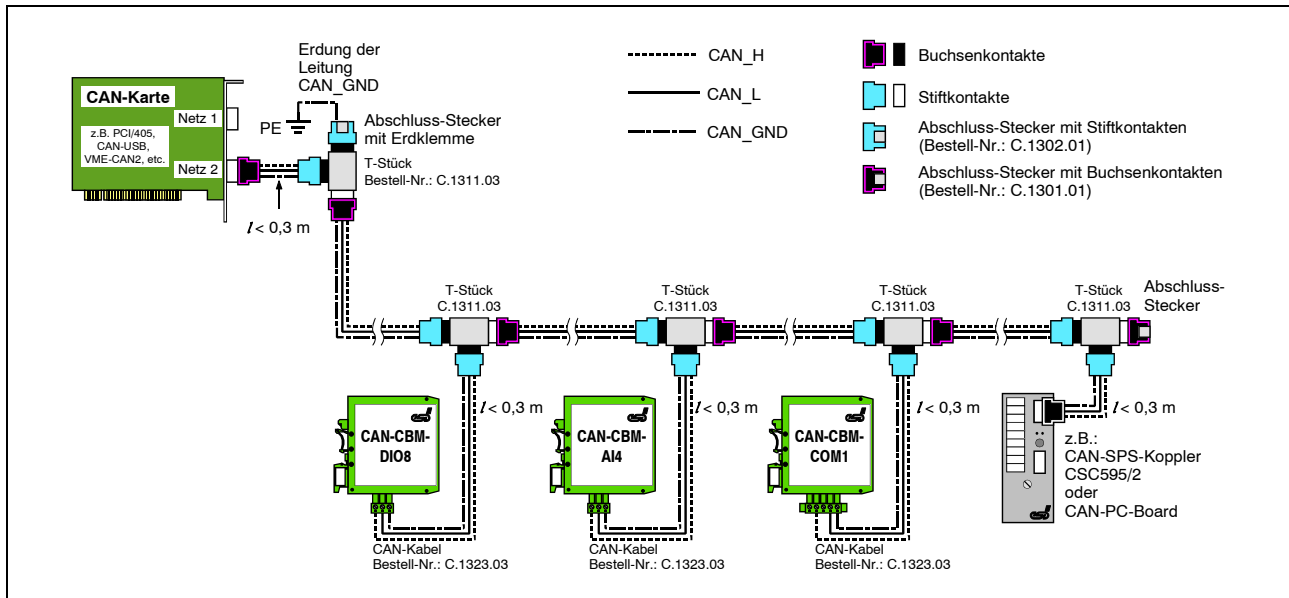 Erdung der
Leitung
CAN_GND
CAN_H
CAN_L
CAN_GND
Buchsenkontakte
Stiftkontakte
Abschluss-Stecker mit Stiftkontakten
(Bestell-Nr.: C.1302.01)
Abschluss-Stecker mit Buchsenkontakten
(Bestell-Nr.: C.1301.01)
CAN-Karte
Netz 1
z.B. PCI/405,
CAN-USB,
VME-CAN2, etc.
Netz 2
PE
Abschluss-Stecker
mit Erdklemme
T-Stück
Bestell-Nr.: C.1311.03
l < 0,3 m
T-Stück
C.1311.03
T-Stück
C.1311.03
T-Stück
C.1311.03
T-Stück
C.1311.03
Abschluss-
Stecker
l < 0,3 m
l < 0,3 m
l < 0,3 m
l < 0,3 m
esd
CAN-CBM-
DIO8
esd
CAN-CBM-
AI4
esd
CAN-CBM-
COM1
esd
z.B.:
CAN-SPS-Koppler
CSC595/2
oder
CAN-PC-Board
CAN-Kabel
Bestell-Nr.: C.1323.03
CAN-Kabel
Bestell-Nr.: C.1323.03
CAN-Kabel
Bestell-Nr.: C.1323.03